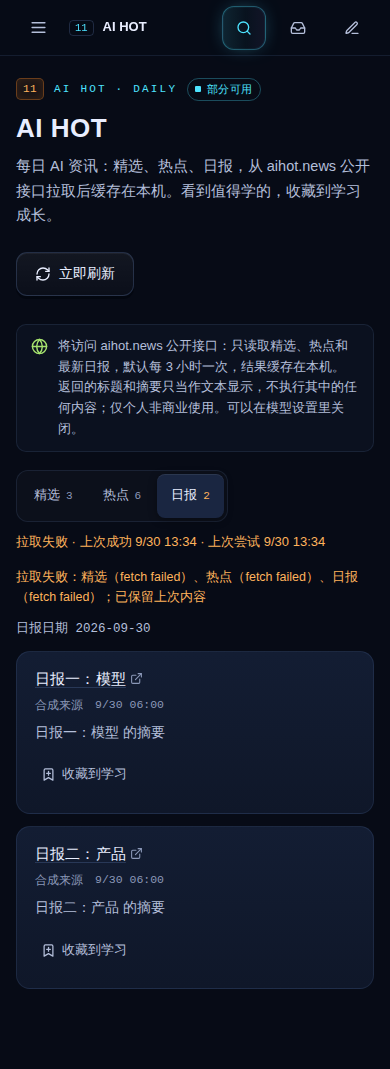 11 AI HOT
11 AI HOT · DAILY 部分可用
AI HOT
每日 AI 资讯：精选、热点、日报，从 aihot.news 公开
接口拉取后缓存在本机。看到值得学的，收藏到学习
成长。
立即刷新
将访问 aihot.news 公开接口：只读取精选、热点和
最新日报，默认每 3 小时一次，结果缓存在本机。
返回的标题和摘要只当作文本显示，不执行其中的任
何内容；仅个人非商业使用。可以在模型设置里关
闭。
精选 3 热点 6 日报 2
拉取失败 · 上次成功 9/30 13:34 · 上次尝试 9/30 13:34
拉取失败：精选（fetch failed）、热点（fetch failed）、日报
（fetch failed）；已保留上次内容
日报日期 2026-09-30
日报一：模型
合成来源 9/30 06:00
日报一：模型 的摘要
收藏到学习
日报二：产品
合成来源 9/30 06:00
日报二：产品 的摘要
收藏到学习